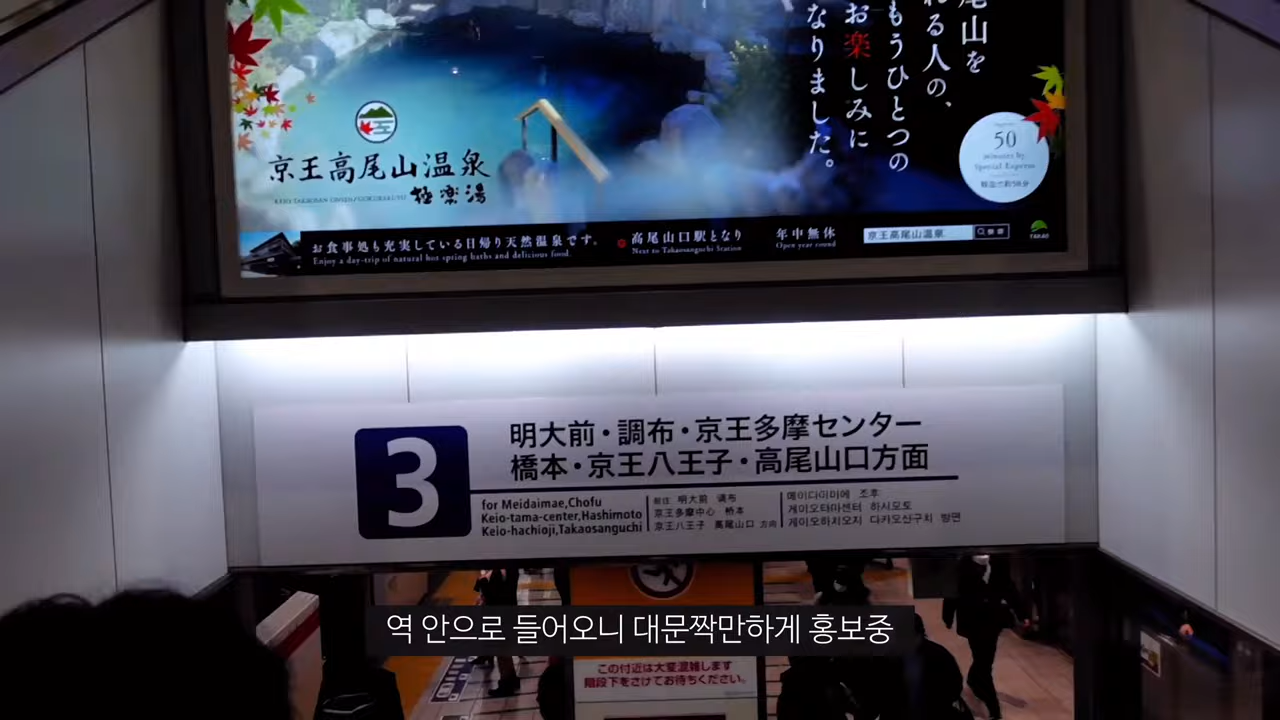 尾山を
れる人の、
もうひとつの
お楽しみに
なりました。
京王高尾山温泉
KEIO TAKAOSAN ONSEN / GOKURAKUYU 極楽湯
50
minutes by
Special Express
お食事処も充実している日帰り天然温泉です。
Enjoy a day-trip of natural hot spring baths and delicious food.
高尾山口駅となり
Next to Takaosanguchi Station
年中無休
Open year round
京王高尾山温泉
検索
TAKAO
3
明大前・調布・京王多摩センター
橋本・京王八王子・高尾山口方面
for Meidaimae,Chofu
Keio-tama-center,Hashimoto
Keio-hachioji,Takaosanguchi
前往 明大前 调布
京王多摩中心 桥本
京王八王子 高尾山口 方向
메이다이마에 조후
게이오타마센터 하시모토
게이오하치오지 다카오산구치 방면
역 안으로 들어오니 대문짝만하게 홍보중
この付近は大変混雑します
階段下をさけてお待ちください。